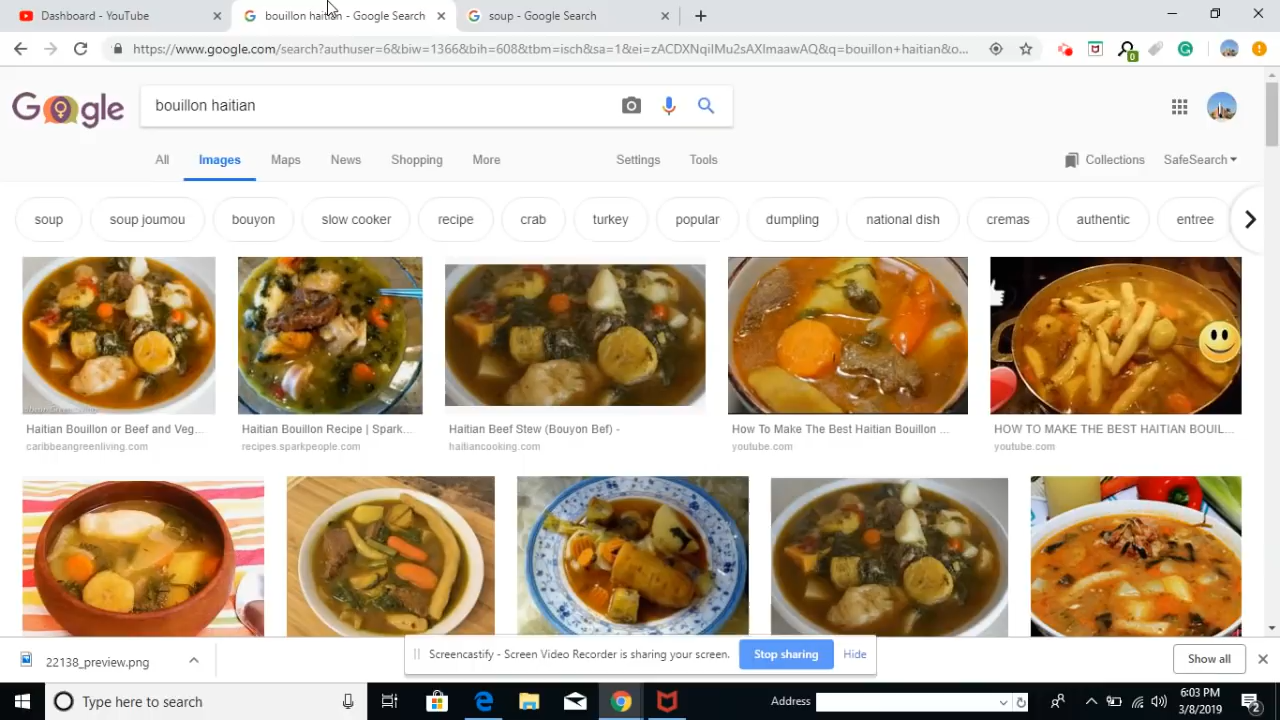 Dashboard - YouTube
bouillon haitian - Google Search
soup - Google Search
https://www.google.com/search?authuser=6&biw=1366&bih=608&tbm=isch&sa=1&ei=zACDXNqiIMu2sAXImaawAQ&q=bouillon+haitian&o...
Google
bouillon haitian
All
Images
Maps
News
Shopping
More
Settings
Tools
Collections
SafeSearch
soup
soup joumou
bouyon
slow cooker
recipe
crab
turkey
popular
dumpling
national dish
cremas
authentic
entree
Haitian Bouillon or Beef and Veg...
caribbeangreenliving.com
Haitian Bouillon Recipe | Spark...
recipes.sparkpeople.com
Haitian Beef Stew (Bouyon Bef) -
haitiancooking.com
How To Make The Best Haitian Bouillon ...
youtube.com
HOW TO MAKE THE BEST HAITIAN BOUIL...
youtube.com
22138_preview.png
Screencastify - Screen Video Recorder is sharing your screen.
Stop sharing
Hide
Show all
Type here to search
Address
6:03 PM
3/8/2019
0
2